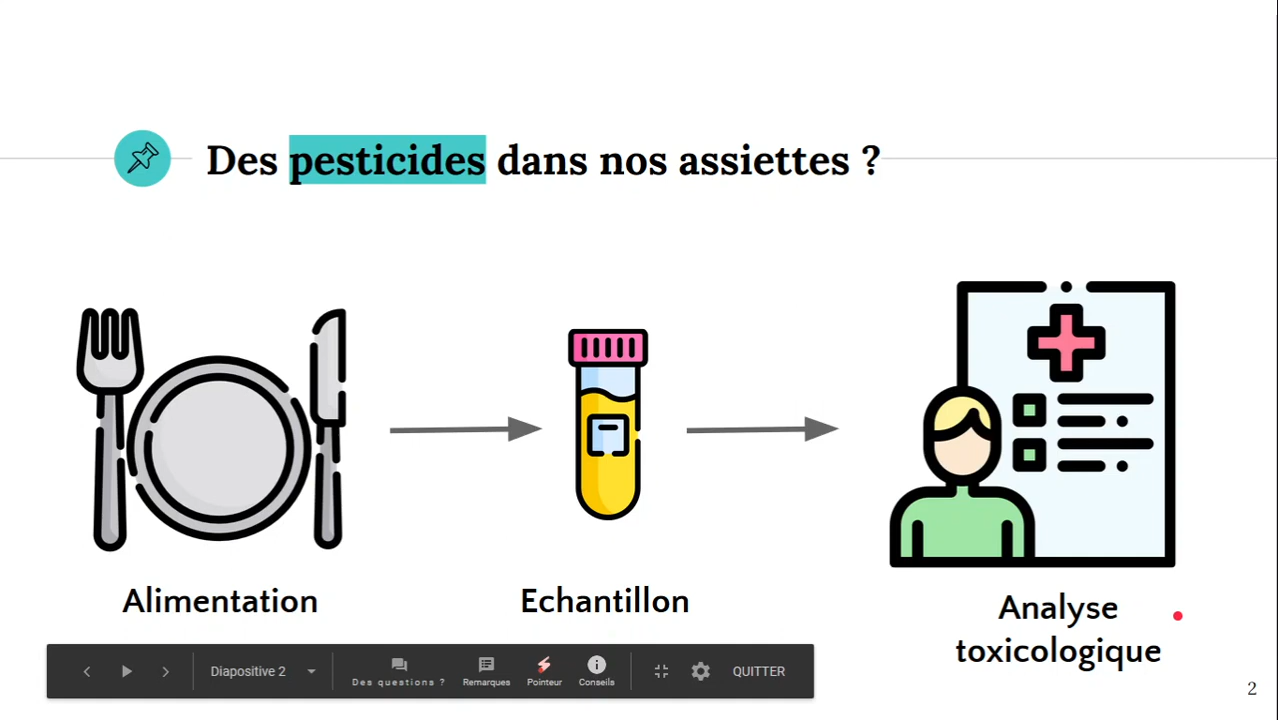 Des pesticides dans nos assiettes ?
Alimentation
Echantillon
Analyse
toxicologique
Diapositive 2
Des questions ?
Remarques
Pointeur
Conseils
QUITTER
2